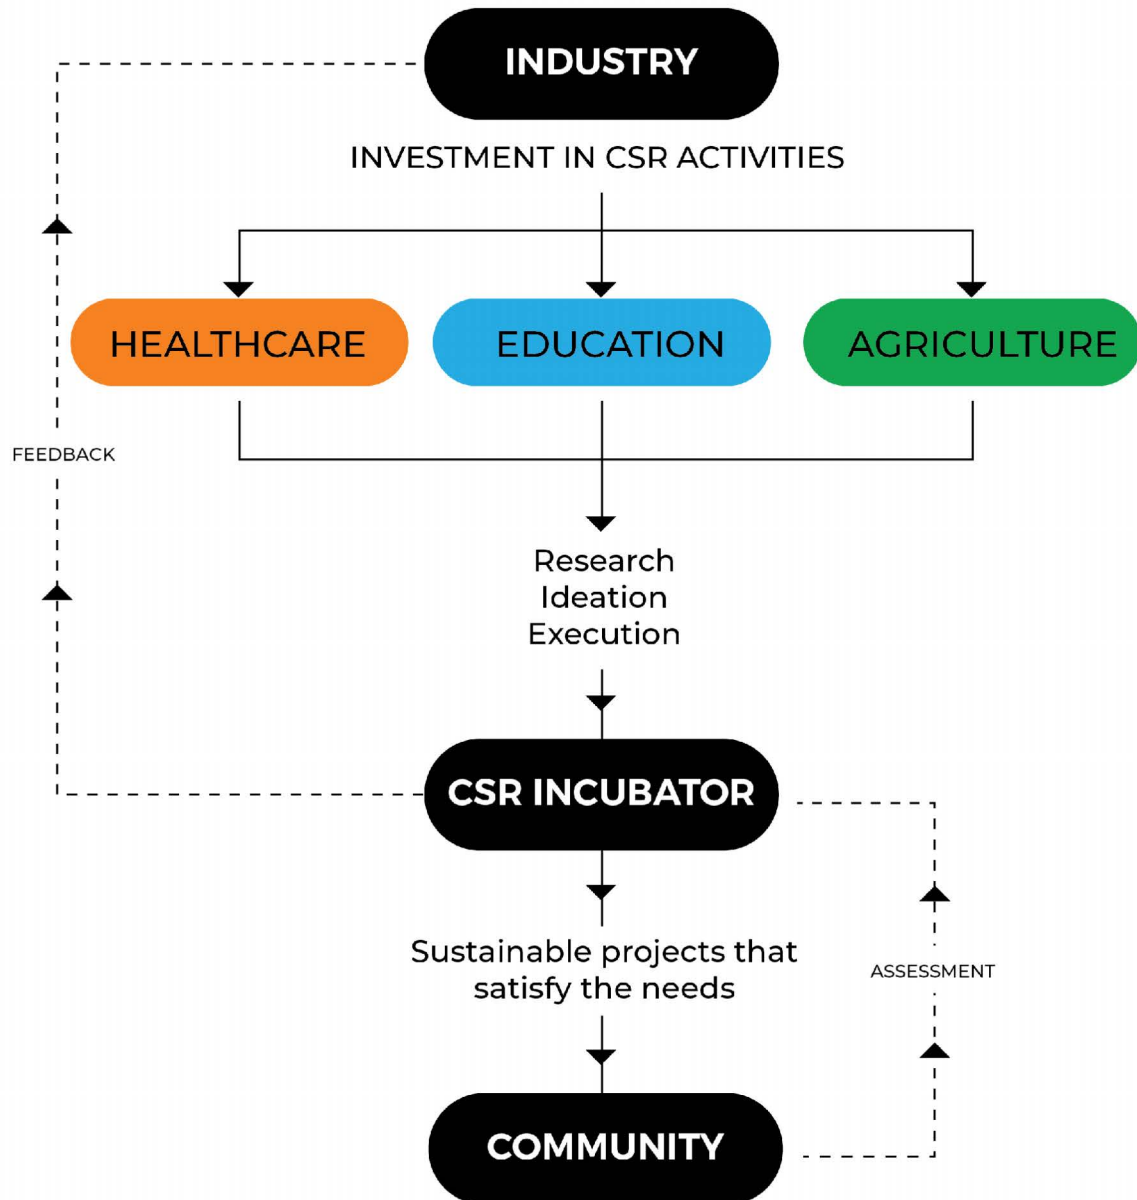 INDUSTRY
INVESTMENT IN CSR ACTIVITIES
HEALTHCARE
EDUCATION
AGRICULTURE
FEEDBACK
Research
Ideation
Execution
CSR INCUBATOR
Sustainable projects that
satisfy the needs
ASSESSMENT
COMMUNITY